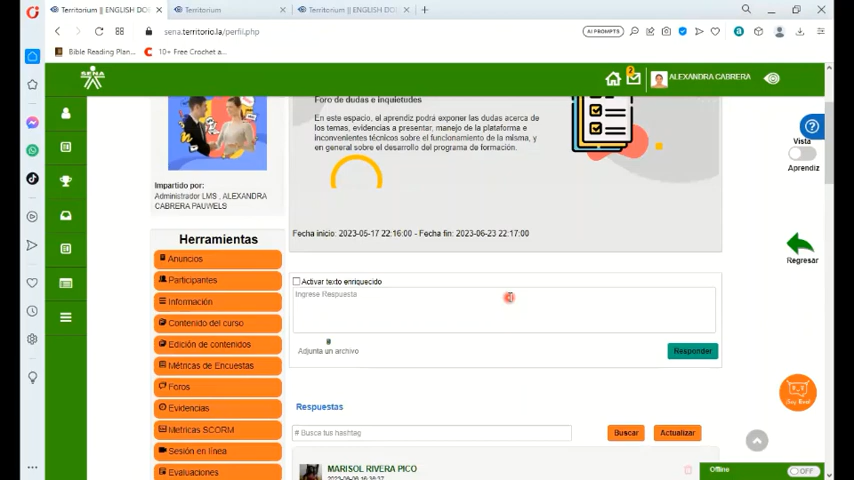 Territorium || ENGLISH DOT
Territorium
Territorium || ENGLISH DO
sena.territorio.la/perfil.php
AI PROMPTS
Bible Reading Plan...
10+ Free Crochet a...
SENA
2
ALEXANDRA CABRERA
Foro de dudas e inquietudes
En este espacio, el aprendiz podrá exponer las dudas acerca de
los temas, evidencias a presentar, manejo de la plataforma e
inconvenientes técnicos sobre el funcionamiento de la misma, y
en general sobre el desarrollo del programa de formación.
Vista
Aprendiz
Impartido por:
Administrador LMS , ALEXANDRA
CABRERA PAUWELS
Fecha inicio: 2023-05-17 22:16:00 - Fecha fin: 2023-06-23 22:17:00
Regresar
Herramientas
Anuncios
Participantes
Información
Contenido del curso
Edición de contenidos
Métricas de Encuestas
Foros
Evidencias
Metricas SCORM
Sesión en línea
Evaluaciones
Activar texto enriquecido
Ingrese Respuesta
Adjunta un archivo
Responder
Respuestas
# Busca tus hashtag
Buscar
Actualizar
MARISOL RIVERA PICO
Offline
OFF